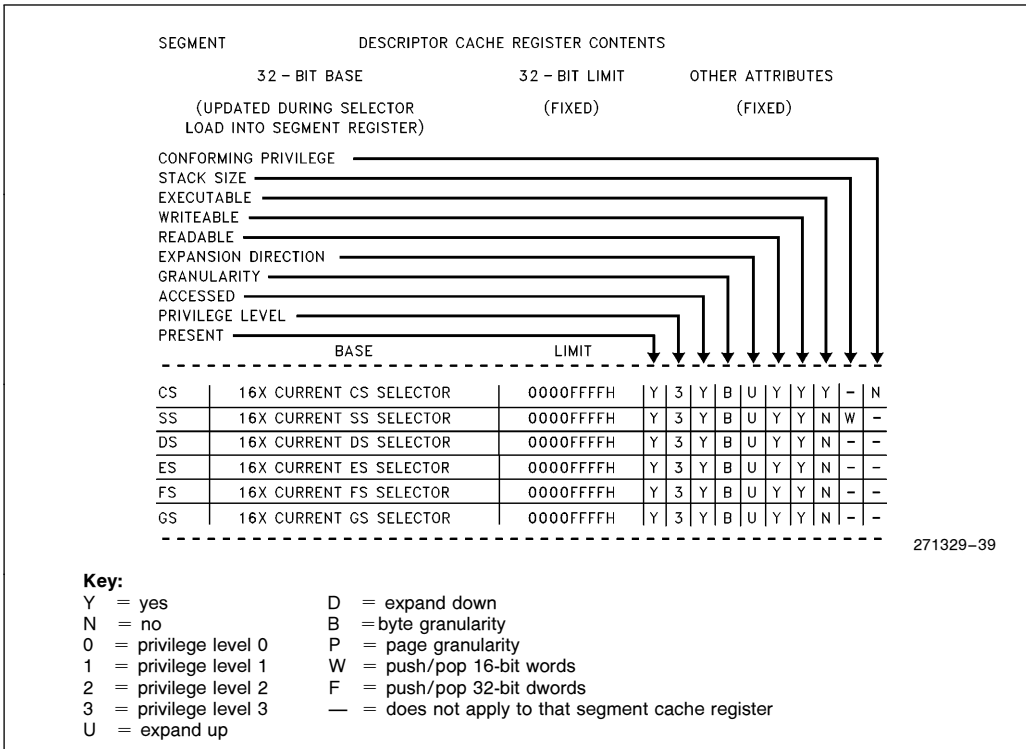 SEGMENT DESCRIPTOR CACHE REGISTER CONTENTS
32 – BIT BASE 32 – BIT LIMIT OTHER ATTRIBUTES
(UPDATED DURING SELECTOR (FIXED) (FIXED)
LOAD INTO SEGMENT REGISTER)
CONFORMING PRIVILEGE
STACK SIZE
EXECUTABLE
WRITEABLE
READABLE
EXPANSION DIRECTION
GRANULARITY
ACCESSED
PRIVILEGE LEVEL
PRESENT
BASE LIMIT
CS 16X CURRENT CS SELECTOR 0000FFFFH Y 3 Y B U Y Y Y – N
SS 16X CURRENT SS SELECTOR 0000FFFFH Y 3 Y B U Y Y N W –
DS 16X CURRENT DS SELECTOR 0000FFFFH Y 3 Y B U Y Y N – –
ES 16X CURRENT ES SELECTOR 0000FFFFH Y 3 Y B U Y Y N – –
FS 16X CURRENT FS SELECTOR 0000FFFFH Y 3 Y B U Y Y N – –
GS 16X CURRENT GS SELECTOR 0000FFFFH Y 3 Y B U Y Y N – –
271329–39
Key:
Y = yes D = expand down
N = no B =byte granularity
0 = privilege level 0 P = page granularity
1 = privilege level 1 W = push/pop 16-bit words
2 = privilege level 2 F = push/pop 32-bit dwords
3 = privilege level 3 — = does not apply to that segment cache register
U = expand up